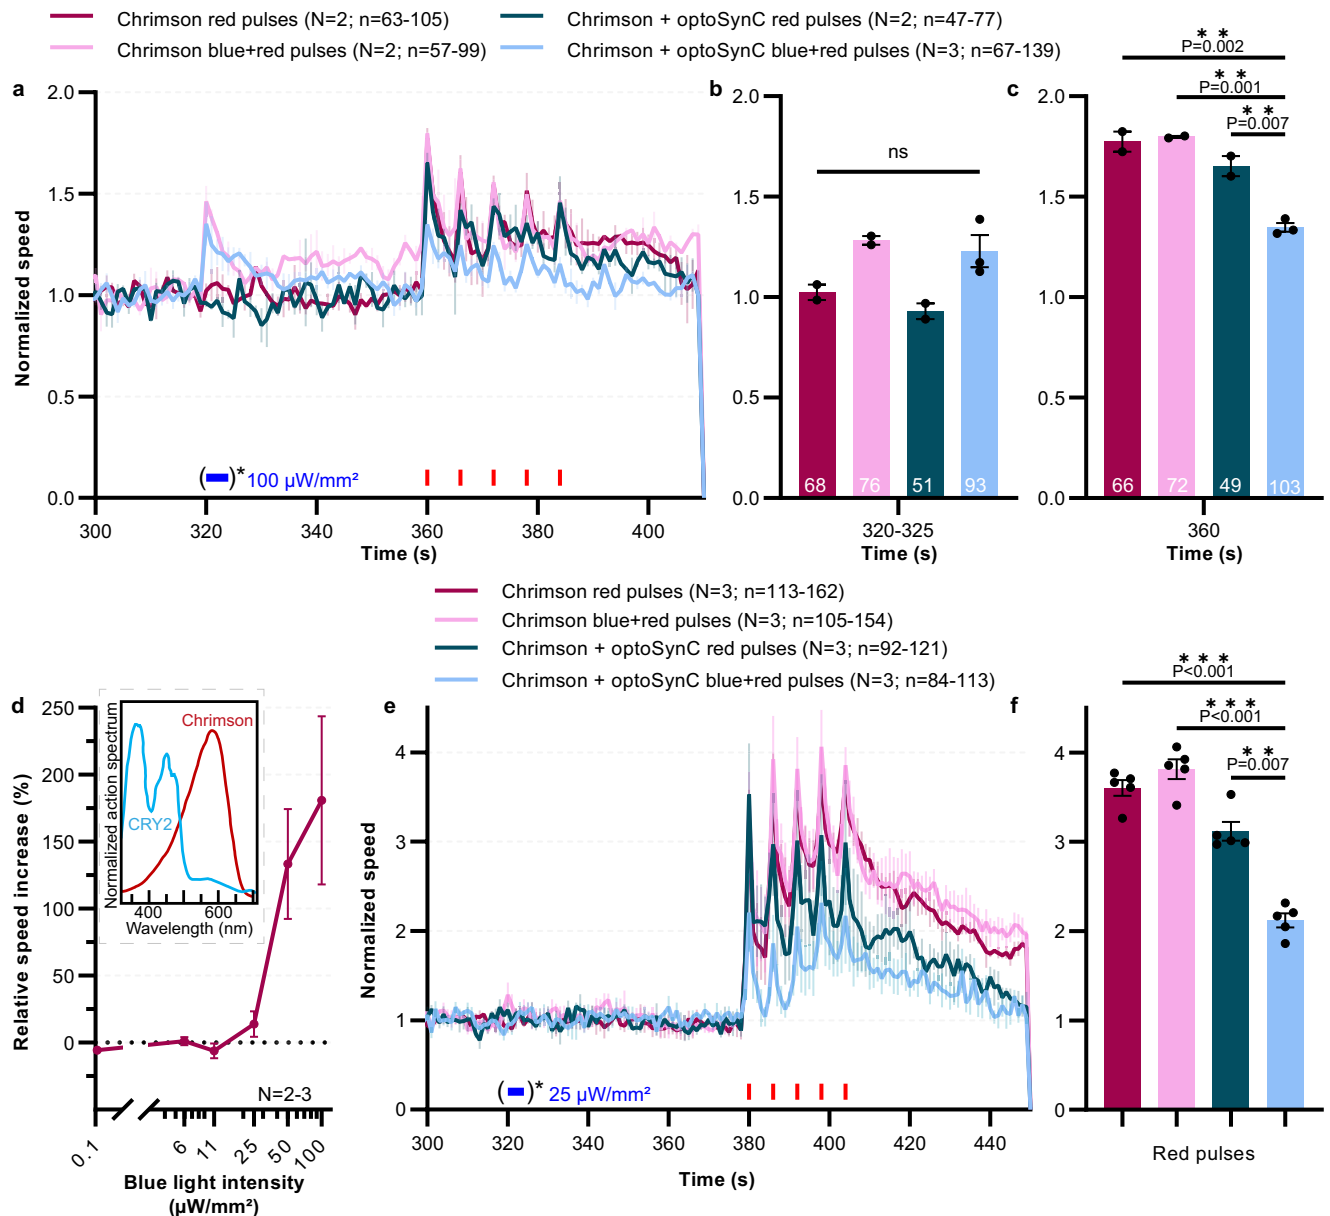 Chrimson red pulses (N=2; n=63-105)
Chrimson + optoSynC red pulses (N=2; n=47-77)
Chrimson blue+red pulses (N=2; n=57-99)
Chrimson + optoSynC blue+red pulses (N=3; n=67-139)
a
Normalized speed
2.0
1.5
1.0
0.5
0.0
( )* 100 µW/mm²
300 320 340 360 380 400
Time (s)
b
2.0
1.5
1.0
0.5
0.0
ns
68 76 51 93
320-325
Time (s)
c
2.0
1.5
1.0
0.5
0.0
**
P=0.002
**
P=0.001
**
P=0.007
66 72 49 103
360
Time (s)
Chrimson red pulses (N=3; n=113-162)
Chrimson blue+red pulses (N=3; n=105-154)
Chrimson + optoSynC red pulses (N=3; n=92-121)
Chrimson + optoSynC blue+red pulses (N=3; n=84-113)
d
Relative speed increase (%)
250
200
150
100
50
0
Normalized action spectrum
Chrimson
CRY2
400 600
Wavelength (nm)
N=2-3
0.1 6 11 25 50 100
Blue light intensity
(µW/mm²)
e
Normalized speed
4
3
2
1
0
( )* 25 µW/mm²
300 320 340 360 380 400 420 440
Time (s)
f
4
3
2
1
0
***
P<0.001
***
P<0.001
**
P=0.007
Red pulses